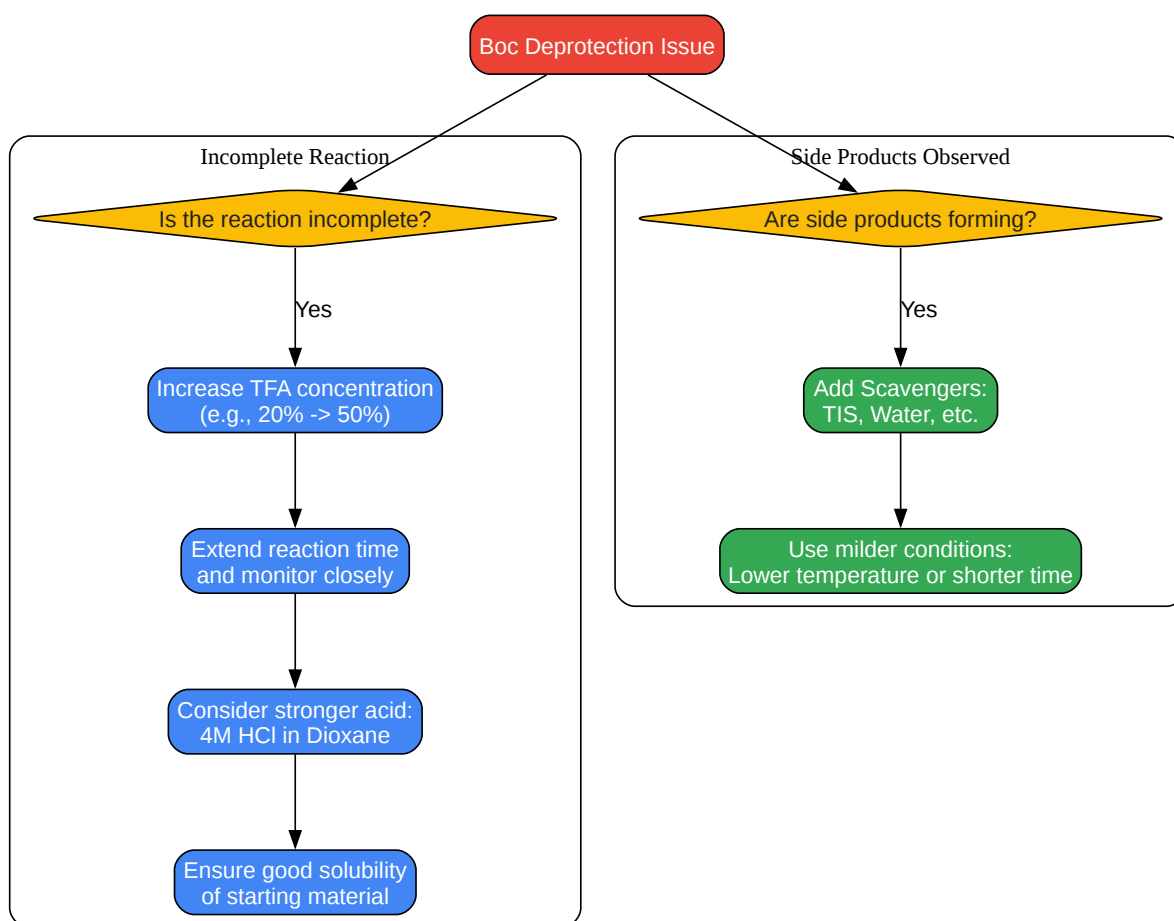 Boc Deprotection Issue
Incomplete Reaction
Is the reaction incomplete?
Yes
Increase TFA concentration
(e.g., 20% -> 50%)
Extend reaction time
and monitor closely
Consider stronger acid:
4M HCl in Dioxane
Ensure good solubility
of starting material
Side Products Observed
Are side products forming?
Yes
Add Scavengers:
TIS, Water, etc.
Use milder conditions:
Lower temperature or shorter time